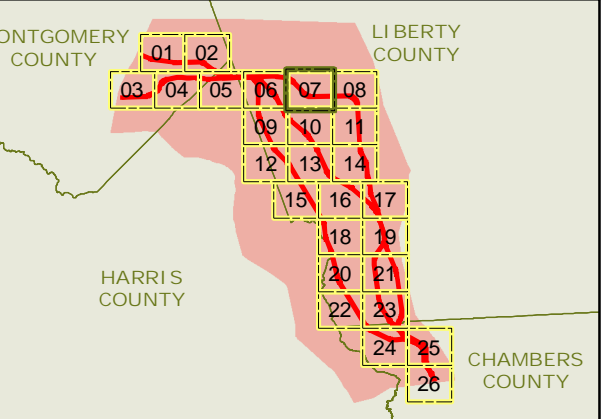 ONTGOMERY
COUNTY
LIBERTY
COUNTY
01 02
03 04 05 06 07 08
09 10 11
12 13 14
15 16 17
18 19
HARRIS
COUNTY
20 21
22 23
24 25
CHAMBERS
COUNTY
26